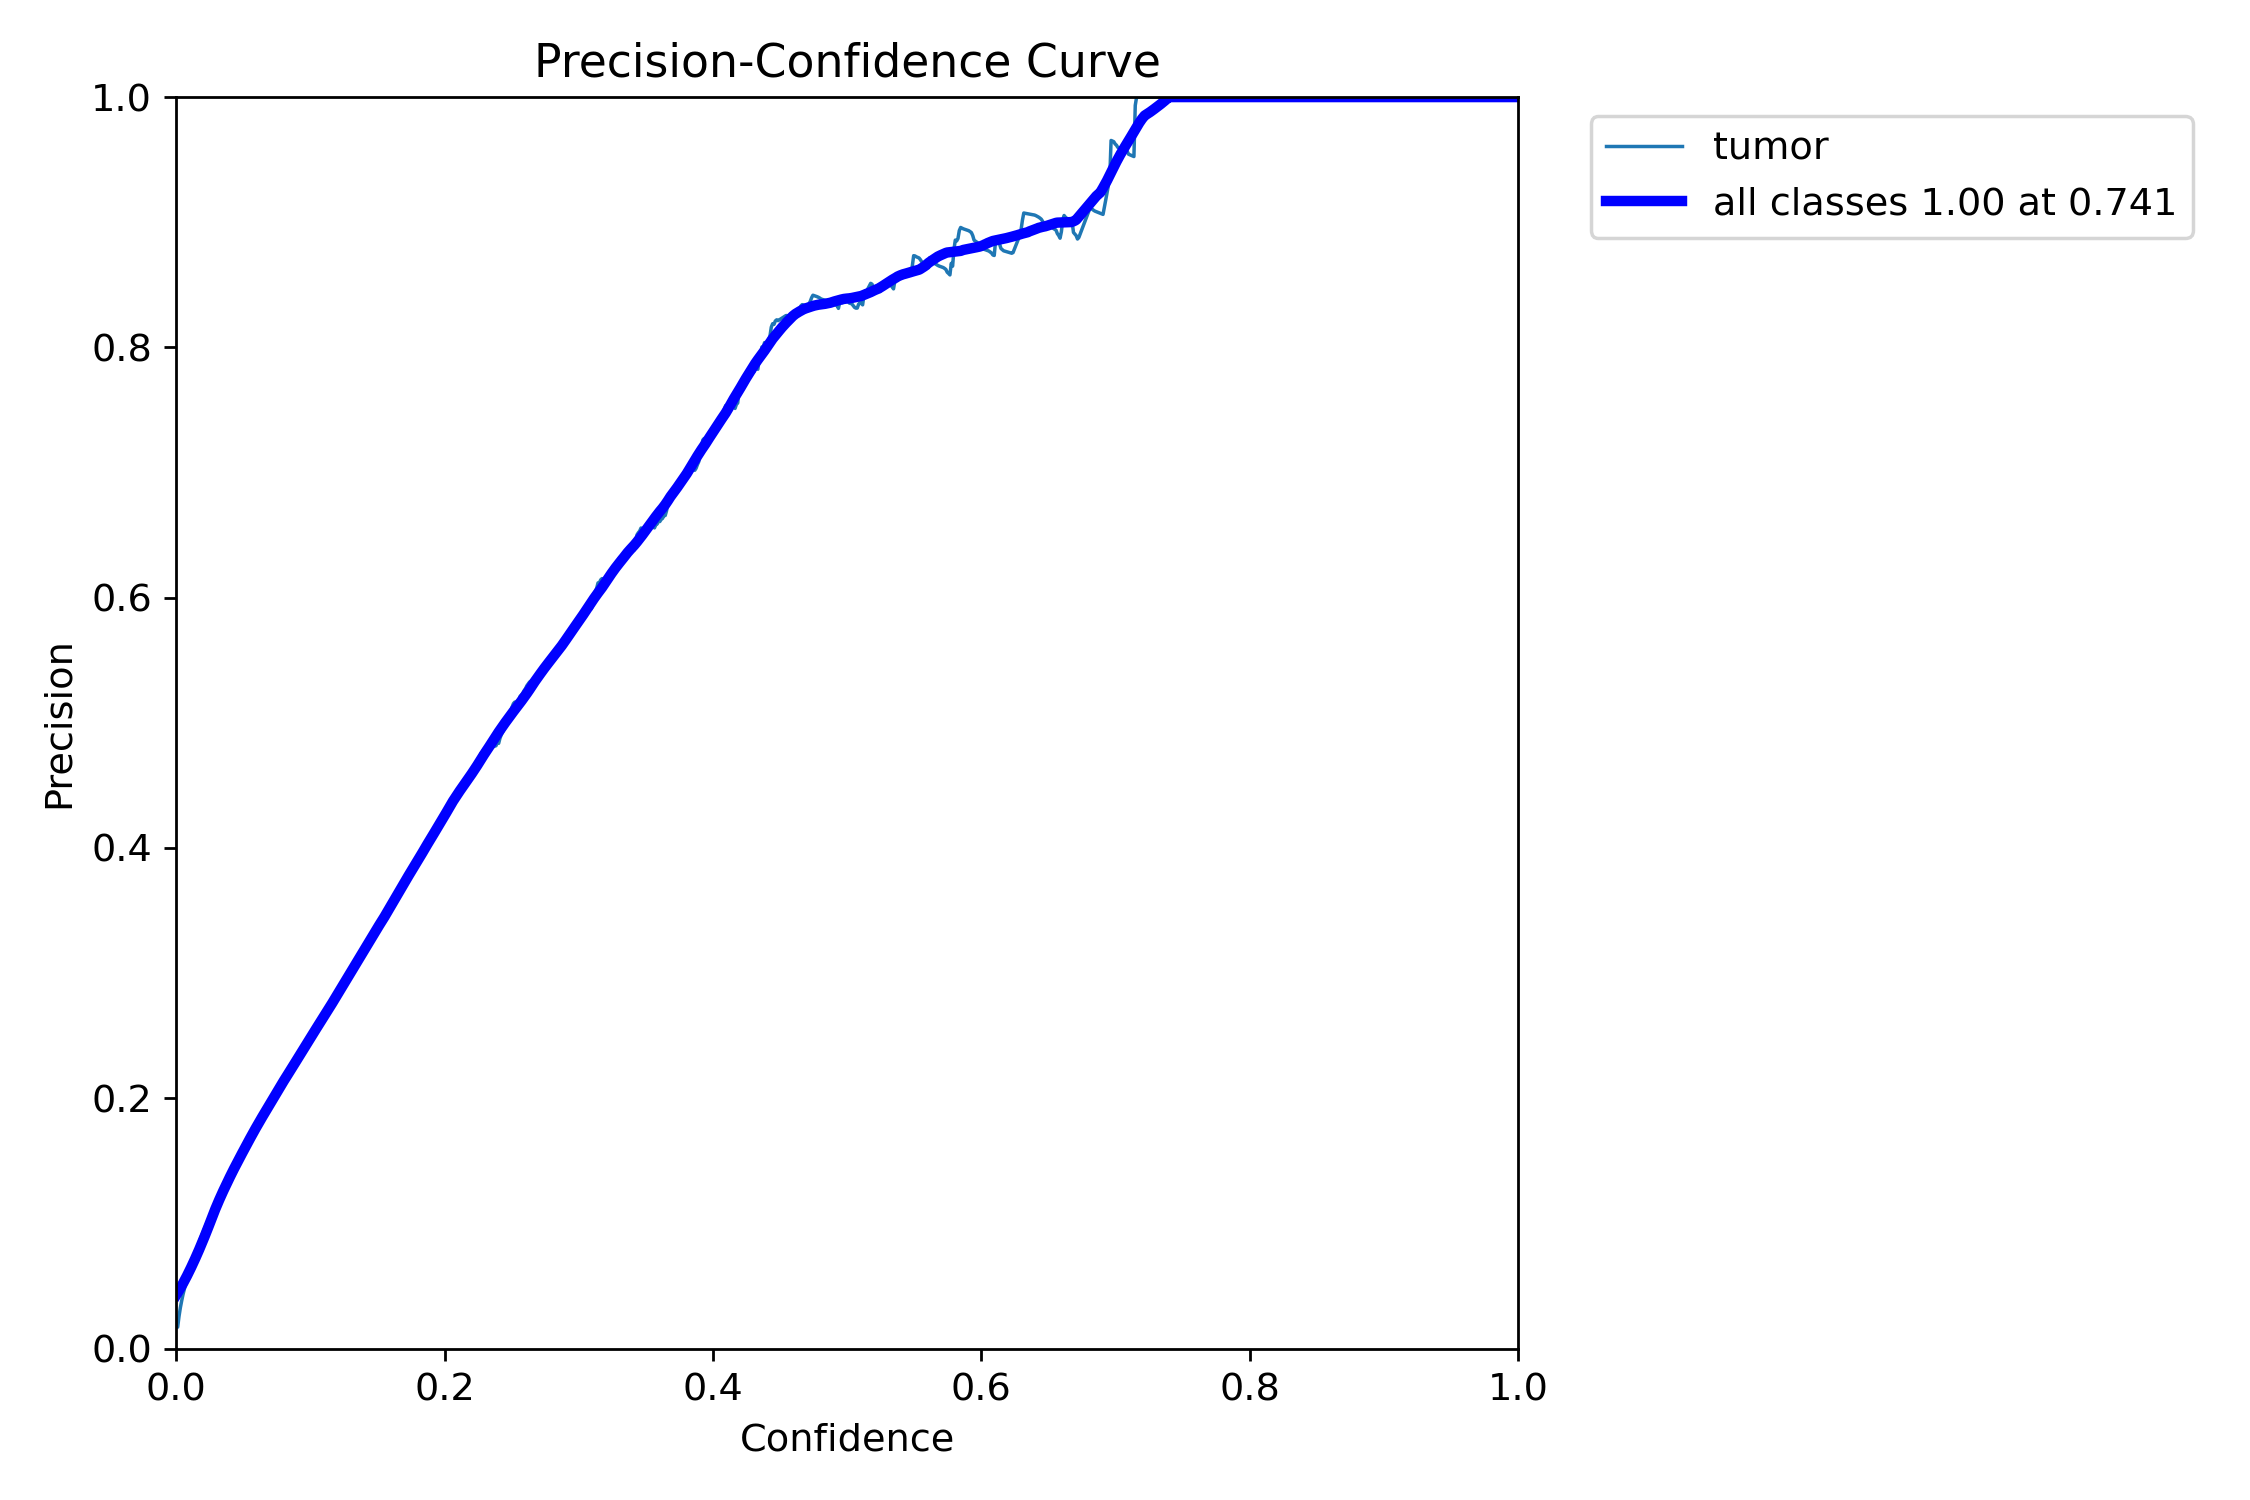 Precision-Confidence Curve
1.0
0.8
0.6
0.4
0.2
0.0
Precision
0.0 0.2 0.4 0.6 0.8 1.0
Confidence
tumor
all classes 1.00 at 0.741